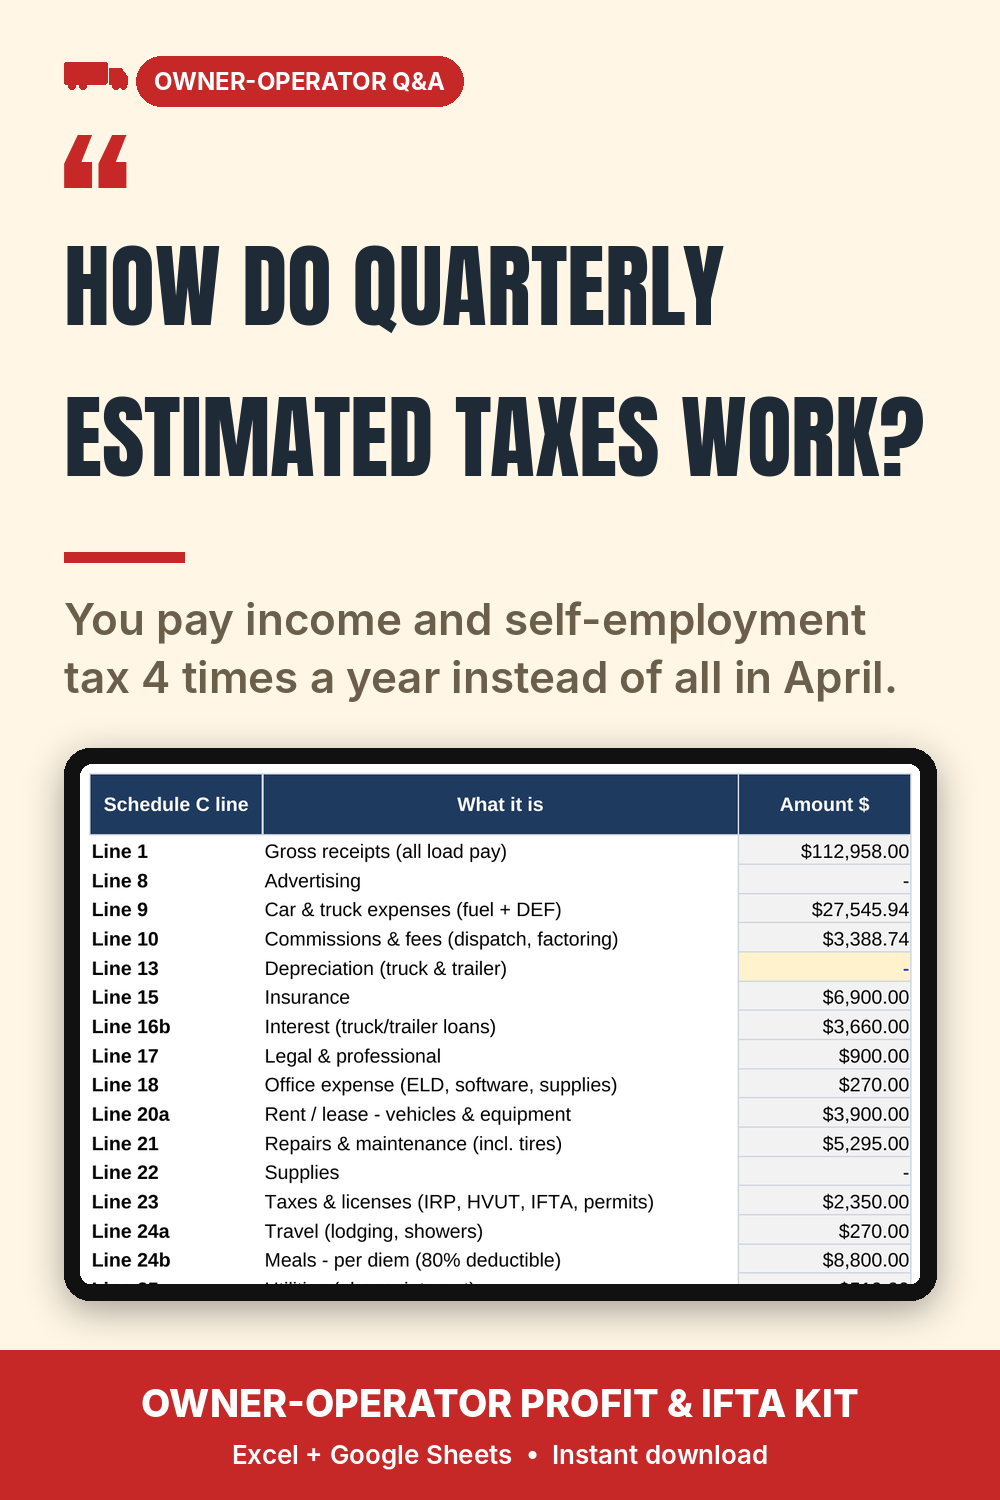 OWNER-OPERATOR Q&A
“
HOW DO QUARTERLY
ESTIMATED TAXES WORK?
You pay income and self-employment
tax 4 times a year instead of all in April.
Schedule C line What it is Amount $
Line 1 Gross receipts (all load pay) $112,958.00
Line 8 Advertising -
Line 9 Car & truck expenses (fuel + DEF) $27,545.94
Line 10 Commissions & fees (dispatch, factoring) $3,388.74
Line 13 Depreciation (truck & trailer) -
Line 15 Insurance $6,900.00
Line 16b Interest (truck/trailer loans) $3,660.00
Line 17 Legal & professional $900.00
Line 18 Office expense (ELD, software, supplies) $270.00
Line 20a Rent / lease - vehicles & equipment $3,900.00
Line 21 Repairs & maintenance (incl. tires) $5,295.00
Line 22 Supplies -
Line 23 Taxes & licenses (IRP, HVUT, IFTA, permits) $2,350.00
Line 24a Travel (lodging, showers) $270.00
Line 24b Meals - per diem (80% deductible) $8,800.00
OWNER-OPERATOR PROFIT & IFTA KIT
Excel + Google Sheets • Instant download